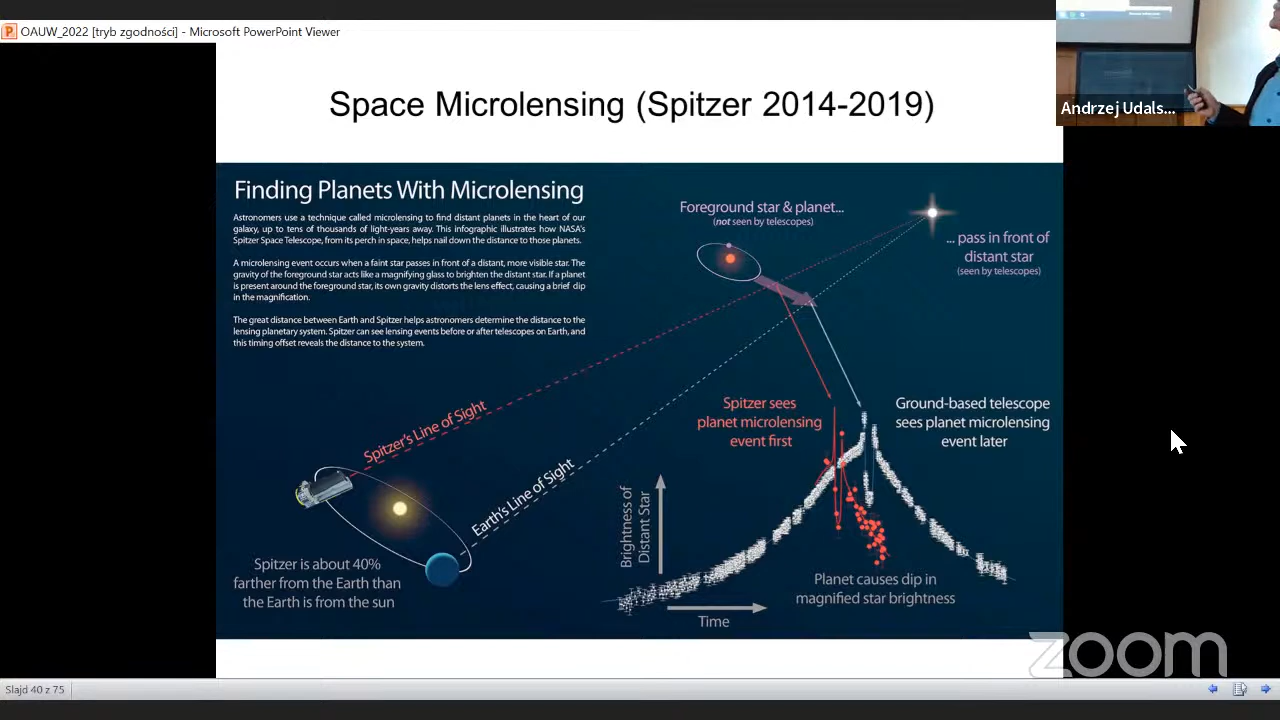 OAUW_2022 [tryb zgodności] - Microsoft PowerPoint Viewer
Andrzej Udals...
Space Microlensing (Spitzer 2014-2019)
Finding Planets With Microlensing
Astronomers use a technique called microlensing to find distant planets in the heart of our
galaxy, up to tens of thousands of light-years away. This infographic illustrates how NASA's
Spitzer Space Telescope, from its perch in space, helps nail down the distance to those planets.
A microlensing event occurs when a faint star passes in front of a distant, more visible star. The
gravity of the foreground star acts like a magnifying glass to brighten the distant star. If a planet
is present around the foreground star, its own gravity distorts the lens effect, causing a brief dip
in the magnification.
The great distance between Earth and Spitzer helps astronomers determine the distance to the
lensing planetary system. Spitzer can see lensing events before or after telescopes on Earth, and
this timing offset reveals the distance to the system.
Foreground star & planet...
(not seen by telescopes)
... pass in front of
distant star
(seen by telescopes)
Spitzer's Line of Sight
Earth's Line of Sight
Spitzer sees
planet microlensing
event first
Ground-based telescope
sees planet microlensing
event later
Spitzer is about 40%
farther from the Earth than
the Earth is from the sun
Brightness of
Distant Star
Planet causes dip in
magnified star brightness
Time
zoom
Slajd 40 z 75